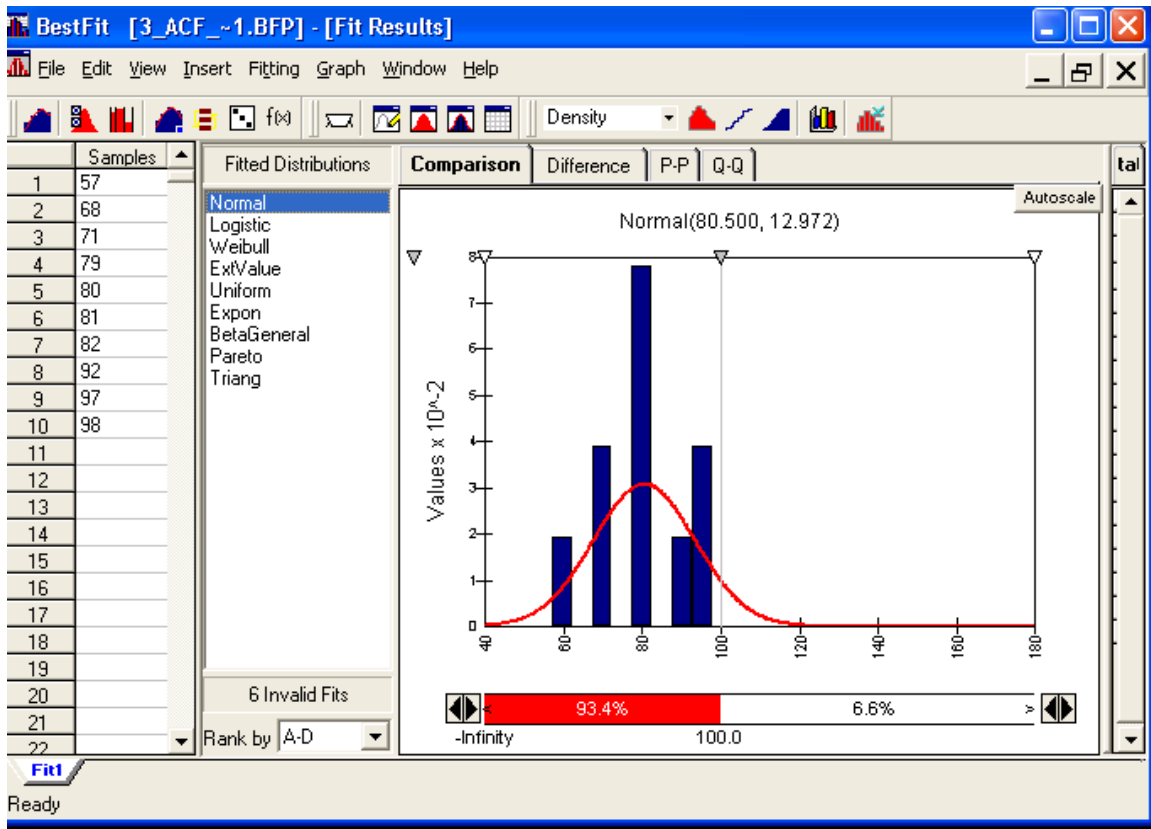 BestFit [3_ACF_~1.BFP] - [Fit Results]
File Edit View Insert Fitting Graph Window Help
f(x) Density
Samples
1 57
2 68
3 71
4 79
5 80
6 81
7 82
8 92
9 97
10 98
11
12
13
14
15
16
17
18
19
20
21
22
Fitted Distributions
Normal
Logistic
Weibull
ExtValue
Uniform
Expon
BetaGeneral
Pareto
Triang
6 Invalid Fits
Rank by A-D
Comparison Difference P-P Q-Q
tal
Autoscale
Normal(80.500, 12.972)
Values x 10^-2
8
7
6
5
4
3
2
1
0
40 60 80 100 120 140 160 180
< 93.4% 6.6% >
-Infinity 100.0
Fit1
Ready